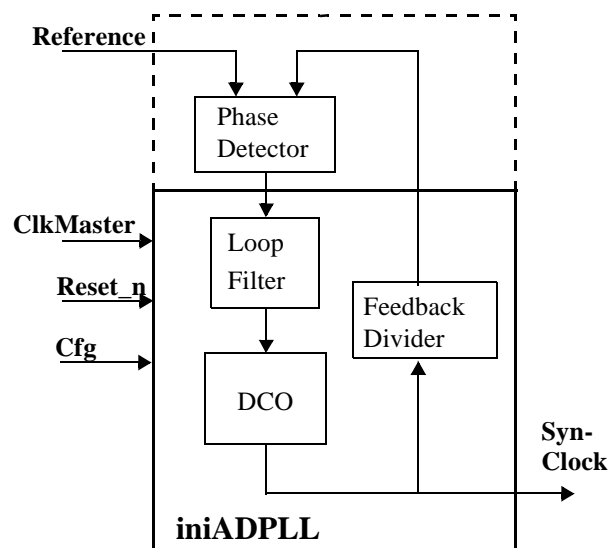 Reference
Phase
Detector
ClkMaster
Loop
Filter
Reset_n
Feedback
Divider
Cfg
DCO
Syn-
Clock
iniADPLL